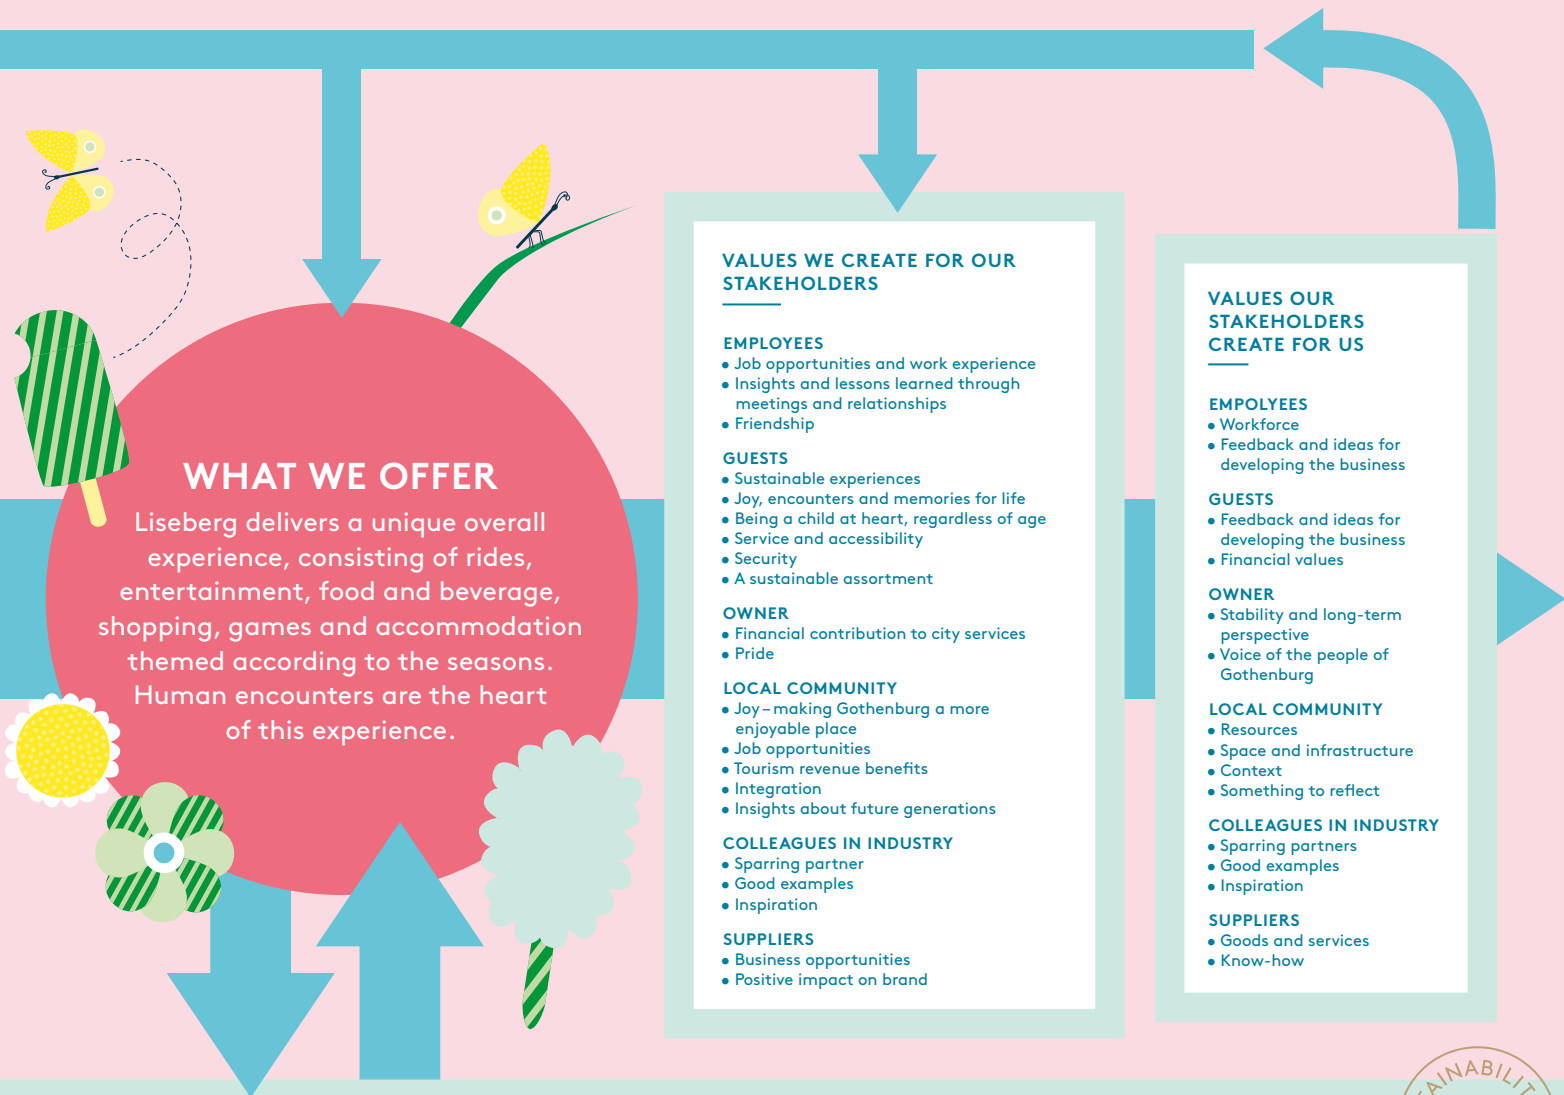 WHAT WE OFFER
Liseberg delivers a unique overall
experience, consisting of rides,
entertainment, food and beverage,
shopping, games and accommodation
themed according to the seasons.
Human encounters are the heart
of this experience.
VALUES WE CREATE FOR OUR
STAKEHOLDERS
EMPLOYEES
• Job opportunities and work experience
• Insights and lessons learned through
meetings and relationships
• Friendship
GUESTS
• Sustainable experiences
• Joy, encounters and memories for life
• Being a child at heart, regardless of age
• Service and accessibility
• Security
• A sustainable assortment
OWNER
• Financial contribution to city services
• Pride
LOCAL COMMUNITY
• Joy – making Gothenburg a more
enjoyable place
• Job opportunities
• Tourism revenue benefits
• Integration
• Insights about future generations
COLLEAGUES IN INDUSTRY
• Sparring partner
• Good examples
• Inspiration
SUPPLIERS
• Business opportunities
• Positive impact on brand
VALUES OUR
STAKEHOLDERS
CREATE FOR US
EMPOLYEES
• Workforce
• Feedback and ideas for
developing the business
GUESTS
• Feedback and ideas for
developing the business
• Financial values
OWNER
• Stability and long-term
perspective
• Voice of the people of
Gothenburg
LOCAL COMMUNITY
• Resources
• Space and infrastructure
• Context
• Something to reflect
COLLEAGUES IN INDUSTRY
• Sparring partners
• Good examples
• Inspiration
SUPPLIERS
• Goods and services
• Know-how